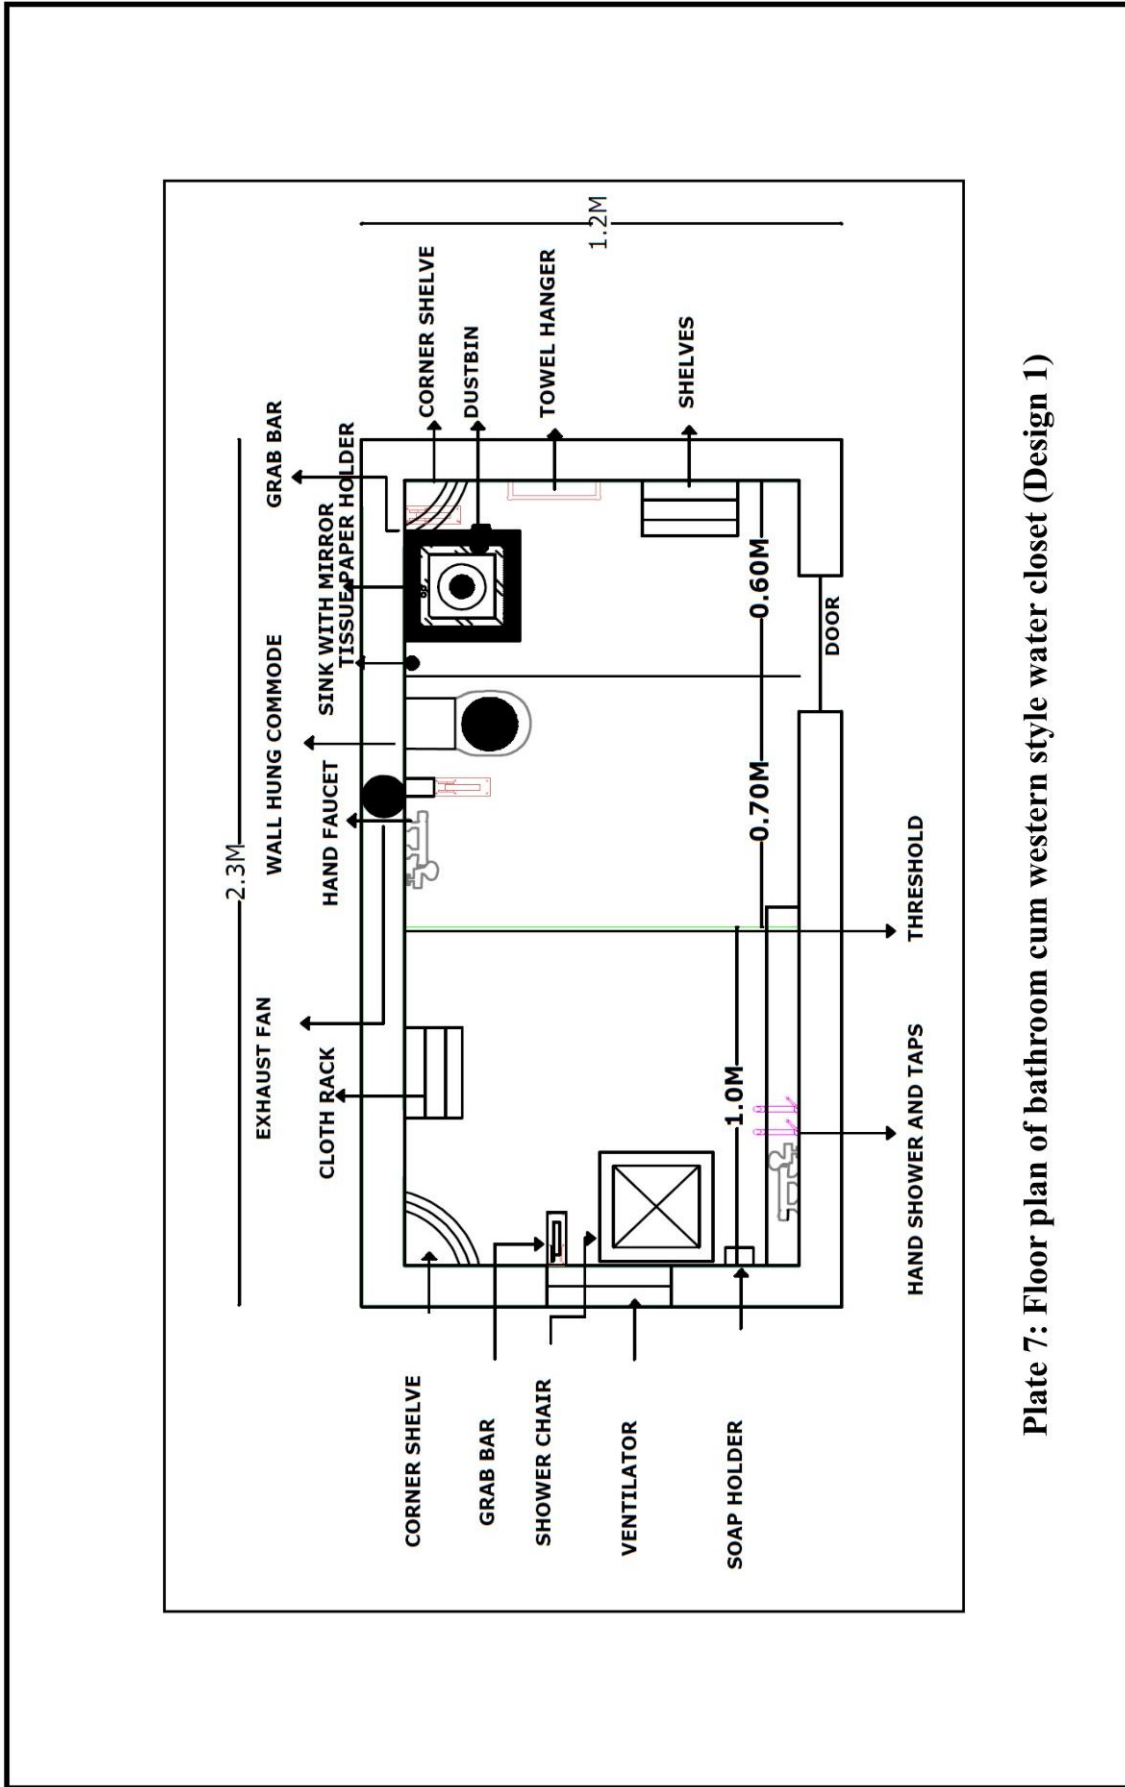 2.3M
EXHAUST FAN
WALL HUNG COMMODE
GRAB BAR
CLOTH RACK
HAND FAUCET
SINK WITH MIRROR
TISSUEPAPER HOLDER
CORNER SHELVE
CORNER SHELVE
GRAB BAR
DUSTBIN
SHOWER CHAIR
TOWEL HANGER
1.2M
VENTILATOR
SHELVES
SOAP HOLDER
1.0M
0.70M
0.60M
DOOR
HAND SHOWER AND TAPS
THRESHOLD
Plate 7: Floor plan of bathroom cum western style water closet (Design 1)